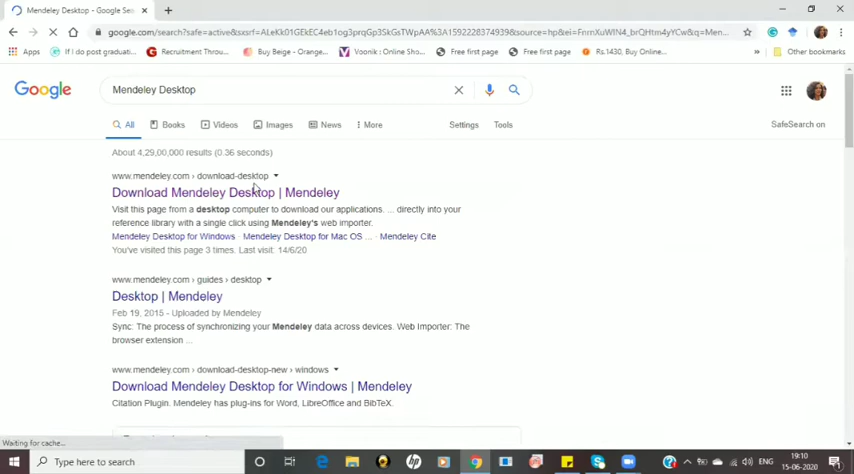 Mendeley Desktop - Google Sea
google.com/search?safe=active&sxsrf=ALeKk01GEkEC4eb1og3prqGp3SkGsTWpAA%3A1592228374939&source=hp&ei=FnrnXuWIN4_brQHtm4yYCw&q=Men...
Apps
If I do post graduati...
Recruitment Throu...
Buy Beige - Orange...
Voonik : Online Sho...
Free first page
Free first page
Rs.1430, Buy Onlin...
Other bookmarks
Google
Mendeley Desktop
All
Books
Videos
Images
News
More
Settings
Tools
SafeSearch on
About 4,29,00,000 results (0.36 seconds)
www.mendeley.com › download-desktop
Download Mendeley Desktop | Mendeley
Visit this page from a desktop computer to download our applications. ... directly into your
reference library with a single click using Mendeley's web importer.
Mendeley Desktop for Windows · Mendeley Desktop for Mac OS ... · Mendeley Cite
You've visited this page 3 times. Last visit: 14/6/20
www.mendeley.com › guides › desktop
Desktop | Mendeley
Feb 19, 2015 - Uploaded by Mendeley
Sync: The process of synchronizing your Mendeley data across devices. Web Importer: The
browser extension ...
www.mendeley.com › download-desktop-new › windows
Download Mendeley Desktop for Windows | Mendeley
Citation Plugin. Mendeley has plug-ins for Word, LibreOffice and BibTeX.
Waiting for cache...
Type here to search
hp
ENG
19:10
15-06-2020